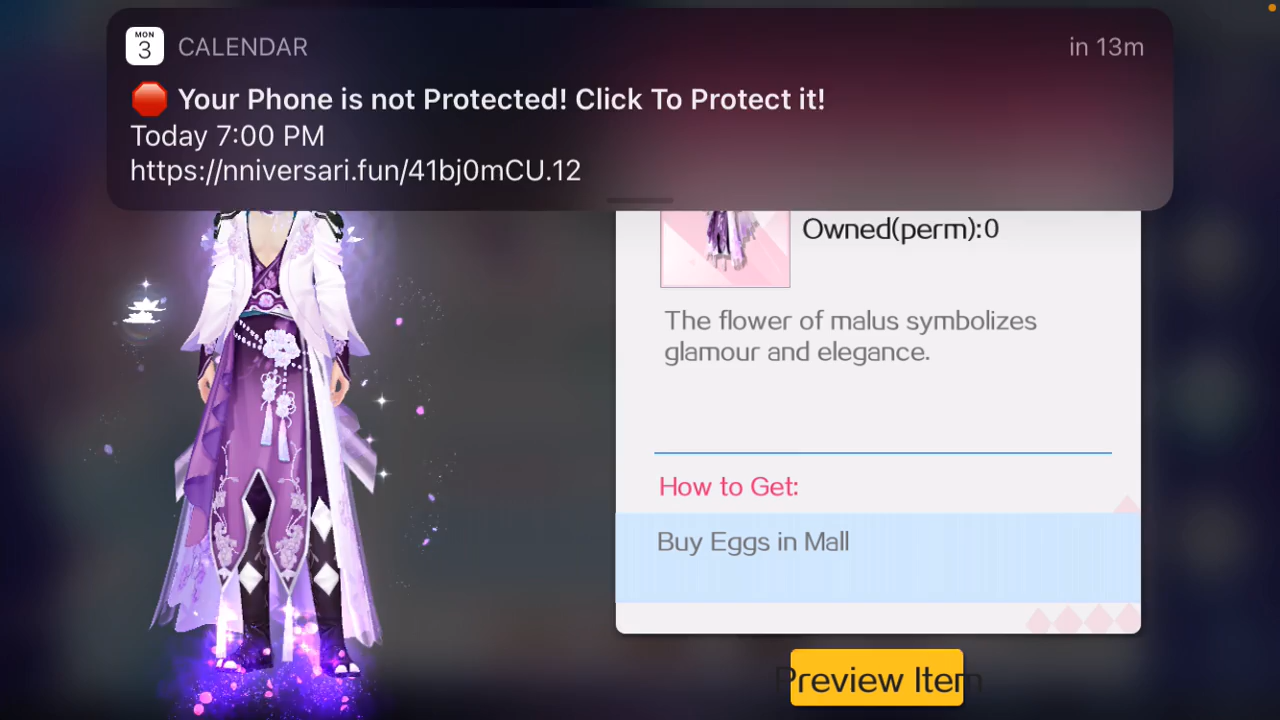 MON
3
CALENDAR
in 13m
Your Phone is not Protected! Click To Protect it!
Today 7:00 PM
https://nniversari.fun/41bj0mCU.12
Owned(perm):0
The flower of malus symbolizes
glamour and elegance.
How to Get:
Buy Eggs in Mall
Preview Item